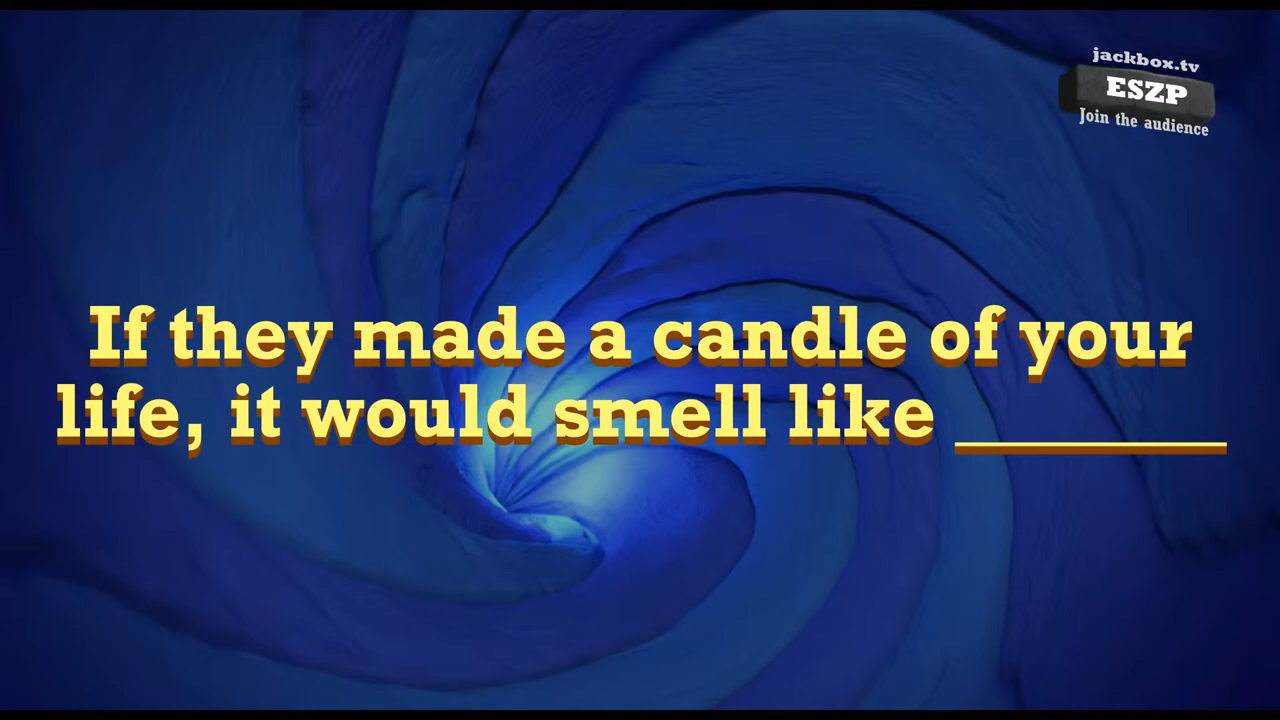 jackbox.tv
ESZP
Join the audience
If they made a candle of your
life, it would smell like ________